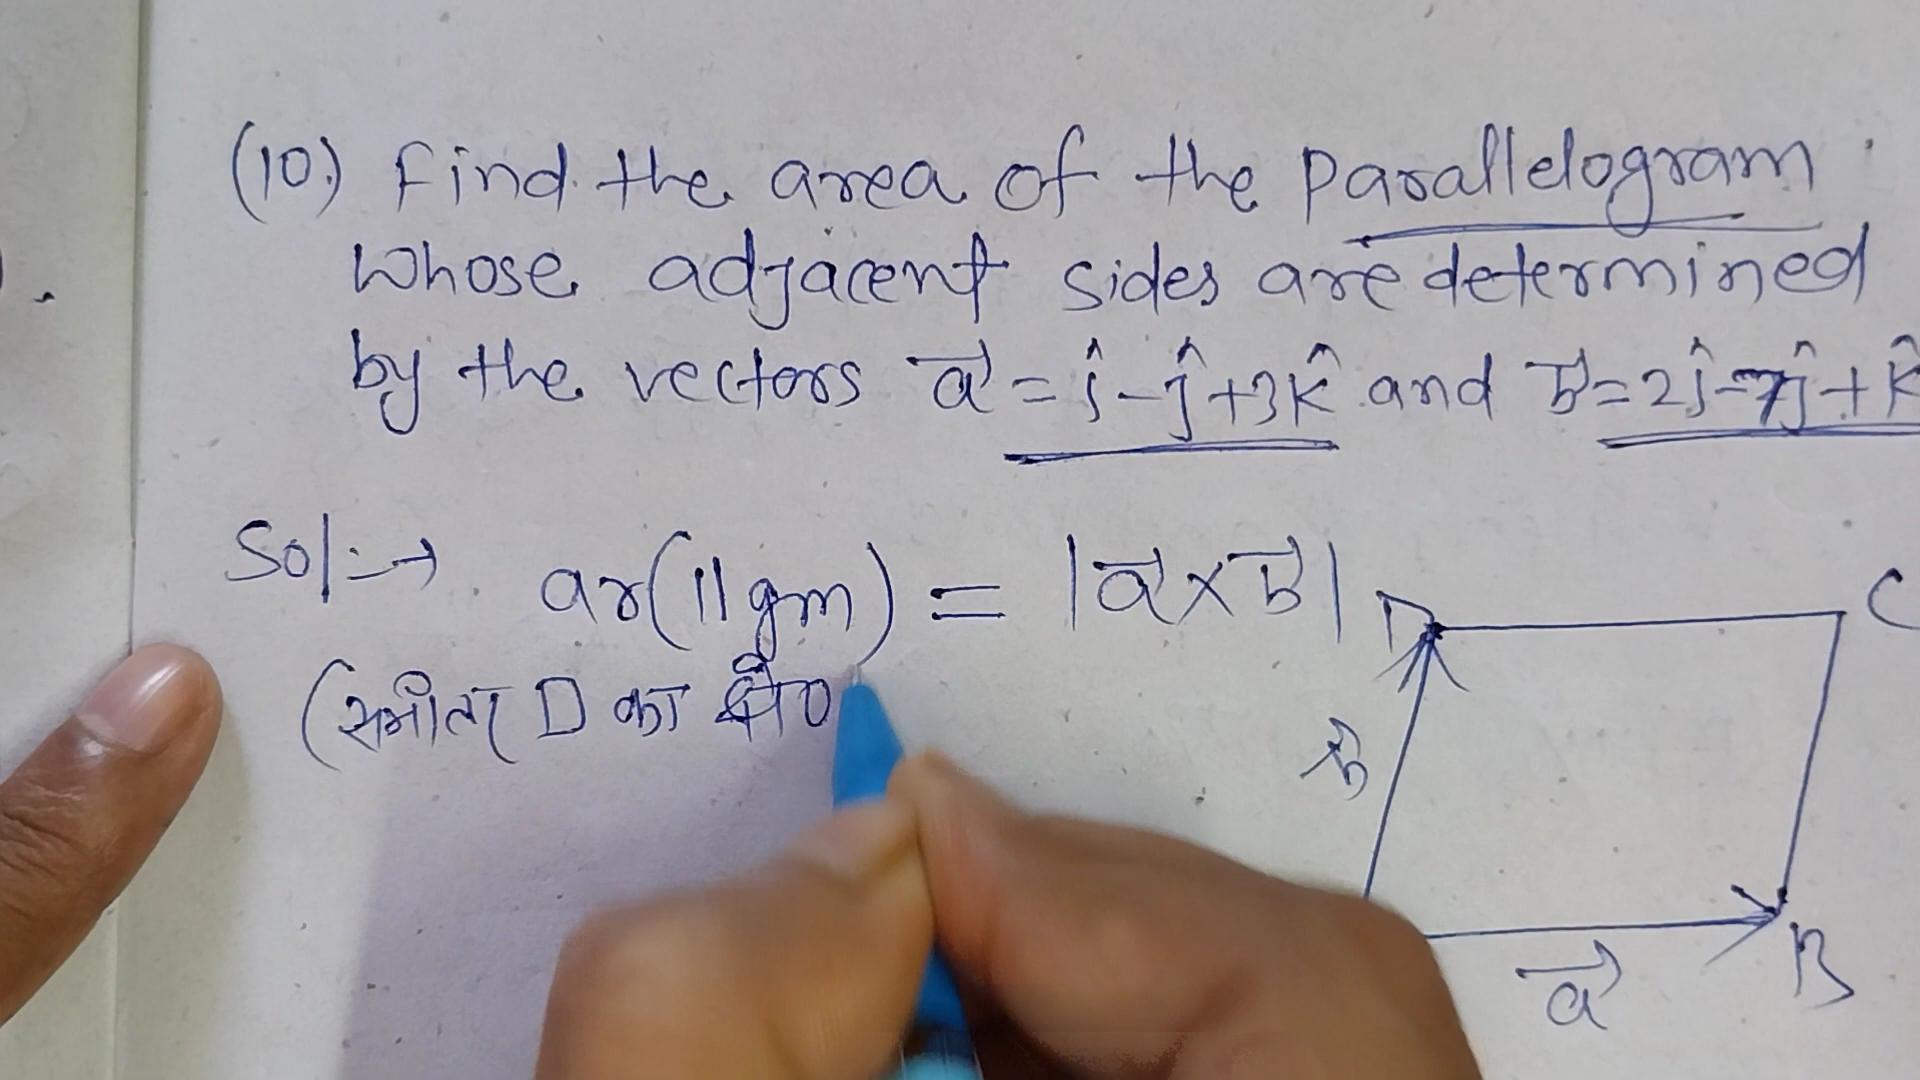 (10.) Find the area of the parallelogram
whose adjacent sides are determined
by the vectors a⃗ = î - ĵ + 3k̂ and b⃗ = 2î - 7ĵ + k̂
Sol:→ ar(||gm) = |a⃗ × b⃗|
D C
(समांतर □ का क्षे०
b⃗
a⃗ B